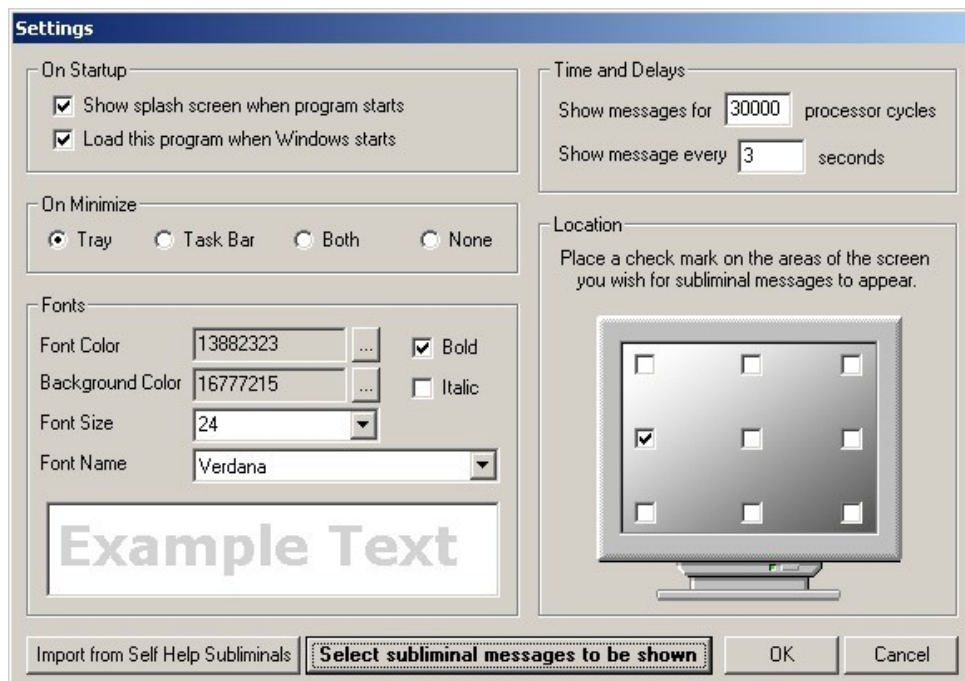 Settings
On Startup
Show splash screen when program starts
Load this program when Windows starts
On Minimize
Tray Task Bar Both None
Fonts
Font Color 13882323 ... Bold
Background Color 16777215 ... Italic
Font Size 24
Font Name Verdana
Example Text
Time and Delays
Show messages for 30000 processor cycles
Show message every 3 seconds
Location
Place a check mark on the areas of the screen
you wish for subliminal messages to appear.
Import from Self Help Subliminals Select subliminal messages to be shown OK Cancel